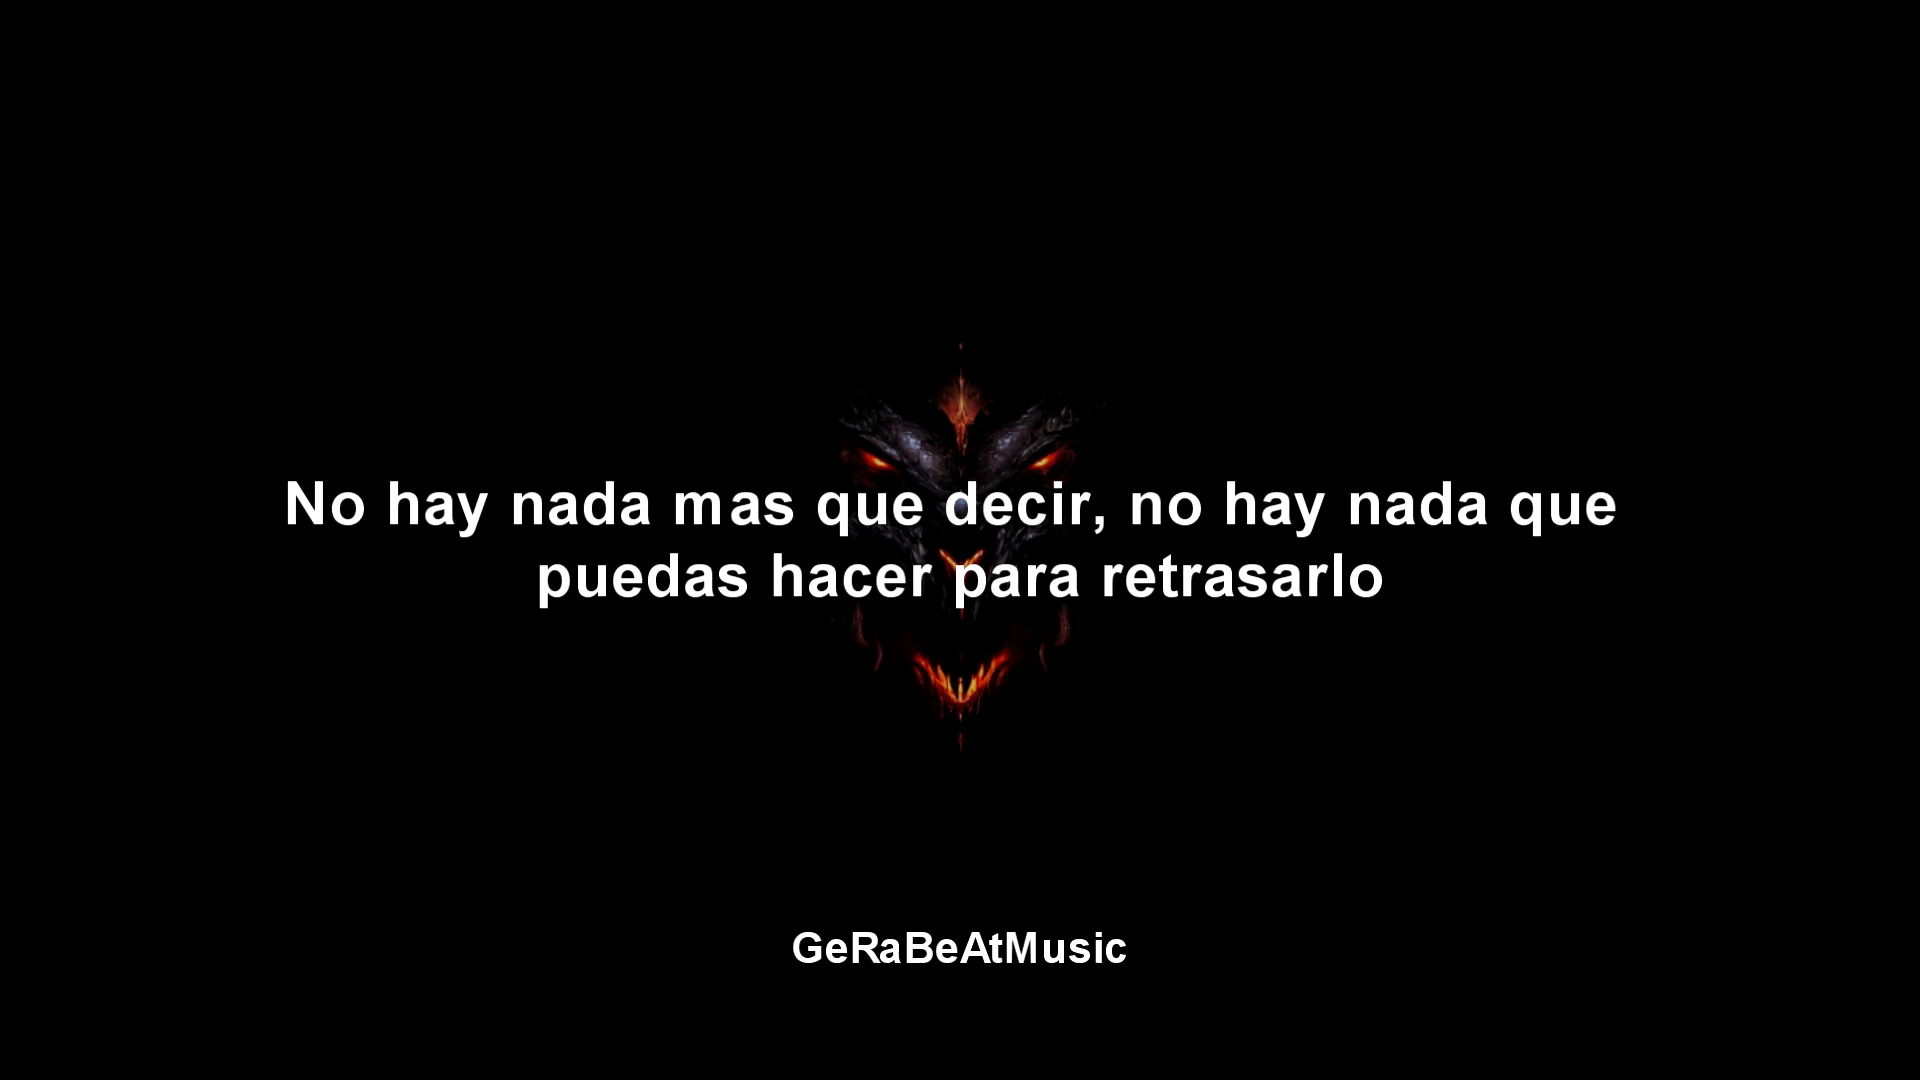 No hay nada mas que decir, no hay nada que
puedas hacer para retrasarlo
GeRaBeAtMusic